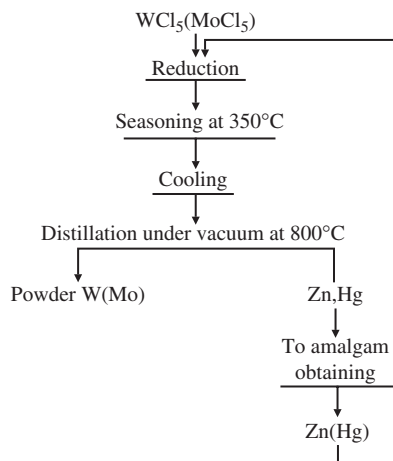 WCl5(MoCl5)
Reduction
Seasoning at 350°C
Cooling
Distillation under vacuum at 800°C
Powder W(Mo)
Zn,Hg
To amalgam
obtaining
Zn(Hg)